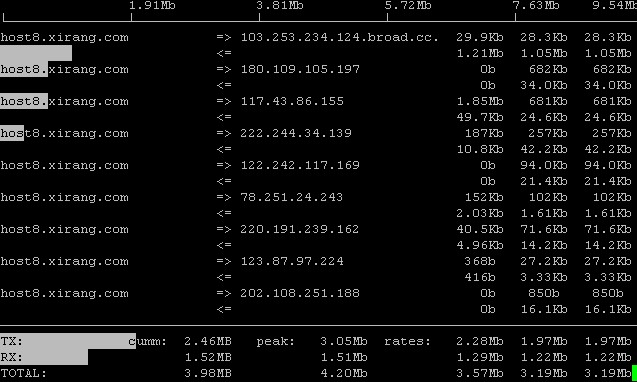 1.91Mb 3.81Mb 5.72Mb 7.63Mb 9.54Mb
host8.xirang.com => 103.253.234.124.broad.cc. 29.9Kb 28.3Kb 28.3Kb
<= 1.21Mb 1.05Mb 1.05Mb
host8.xirang.com => 180.109.105.197 0b 682Kb 682Kb
<= 0b 34.0Kb 34.0Kb
host8.xirang.com => 117.43.86.155 1.85Mb 681Kb 681Kb
<= 49.7Kb 24.6Kb 24.6Kb
host8.xirang.com => 222.244.34.139 187Kb 257Kb 257Kb
<= 10.8Kb 42.2Kb 42.2Kb
host8.xirang.com => 122.242.117.169 0b 94.0Kb 94.0Kb
<= 0b 21.4Kb 21.4Kb
host8.xirang.com => 78.251.24.243 152Kb 102Kb 102Kb
<= 2.03Kb 1.61Kb 1.61Kb
host8.xirang.com => 220.191.239.162 40.5Kb 71.6Kb 71.6Kb
<= 4.96Kb 14.2Kb 14.2Kb
host8.xirang.com => 123.87.97.224 368b 27.2Kb 27.2Kb
<= 416b 3.33Kb 3.33Kb
host8.xirang.com => 202.108.251.188 0b 850b 850b
<= 0b 16.1Kb 16.1Kb
TX: cumm: 2.46MB peak: 3.05Mb rates: 2.28Mb 1.97Mb 1.97Mb
RX: 1.52MB 1.51Mb 1.29Mb 1.22Mb 1.22Mb
TOTAL: 3.98MB 4.20Mb 3.57Mb 3.19Mb 3.19Mb